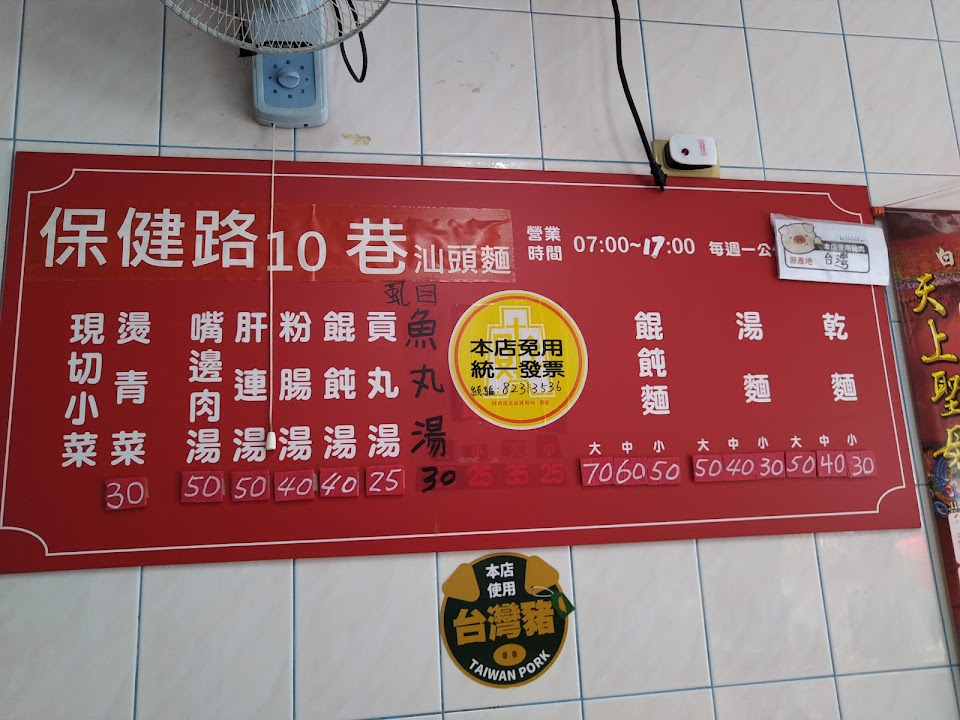 保健路10巷汕頭麵
營業時間 07:00~17:00 每週一公
本店使用豬肉
原產地 台灣
乾麵 大 中 小 50 40 30
湯麵 大 中 小 50 40 30
餛飩麵 大 中 小 70 60 50
本店免用
統一發票
統編:82313536
虱目魚丸湯 30
貢丸湯 25
餛飩湯 40
粉腸湯 40
肝連湯 50
嘴邊肉湯 50
燙青菜 30
現切小菜
小 25 35 小 25
本店
使用
台灣豬
TAIWAN PORK
白
天上聖母